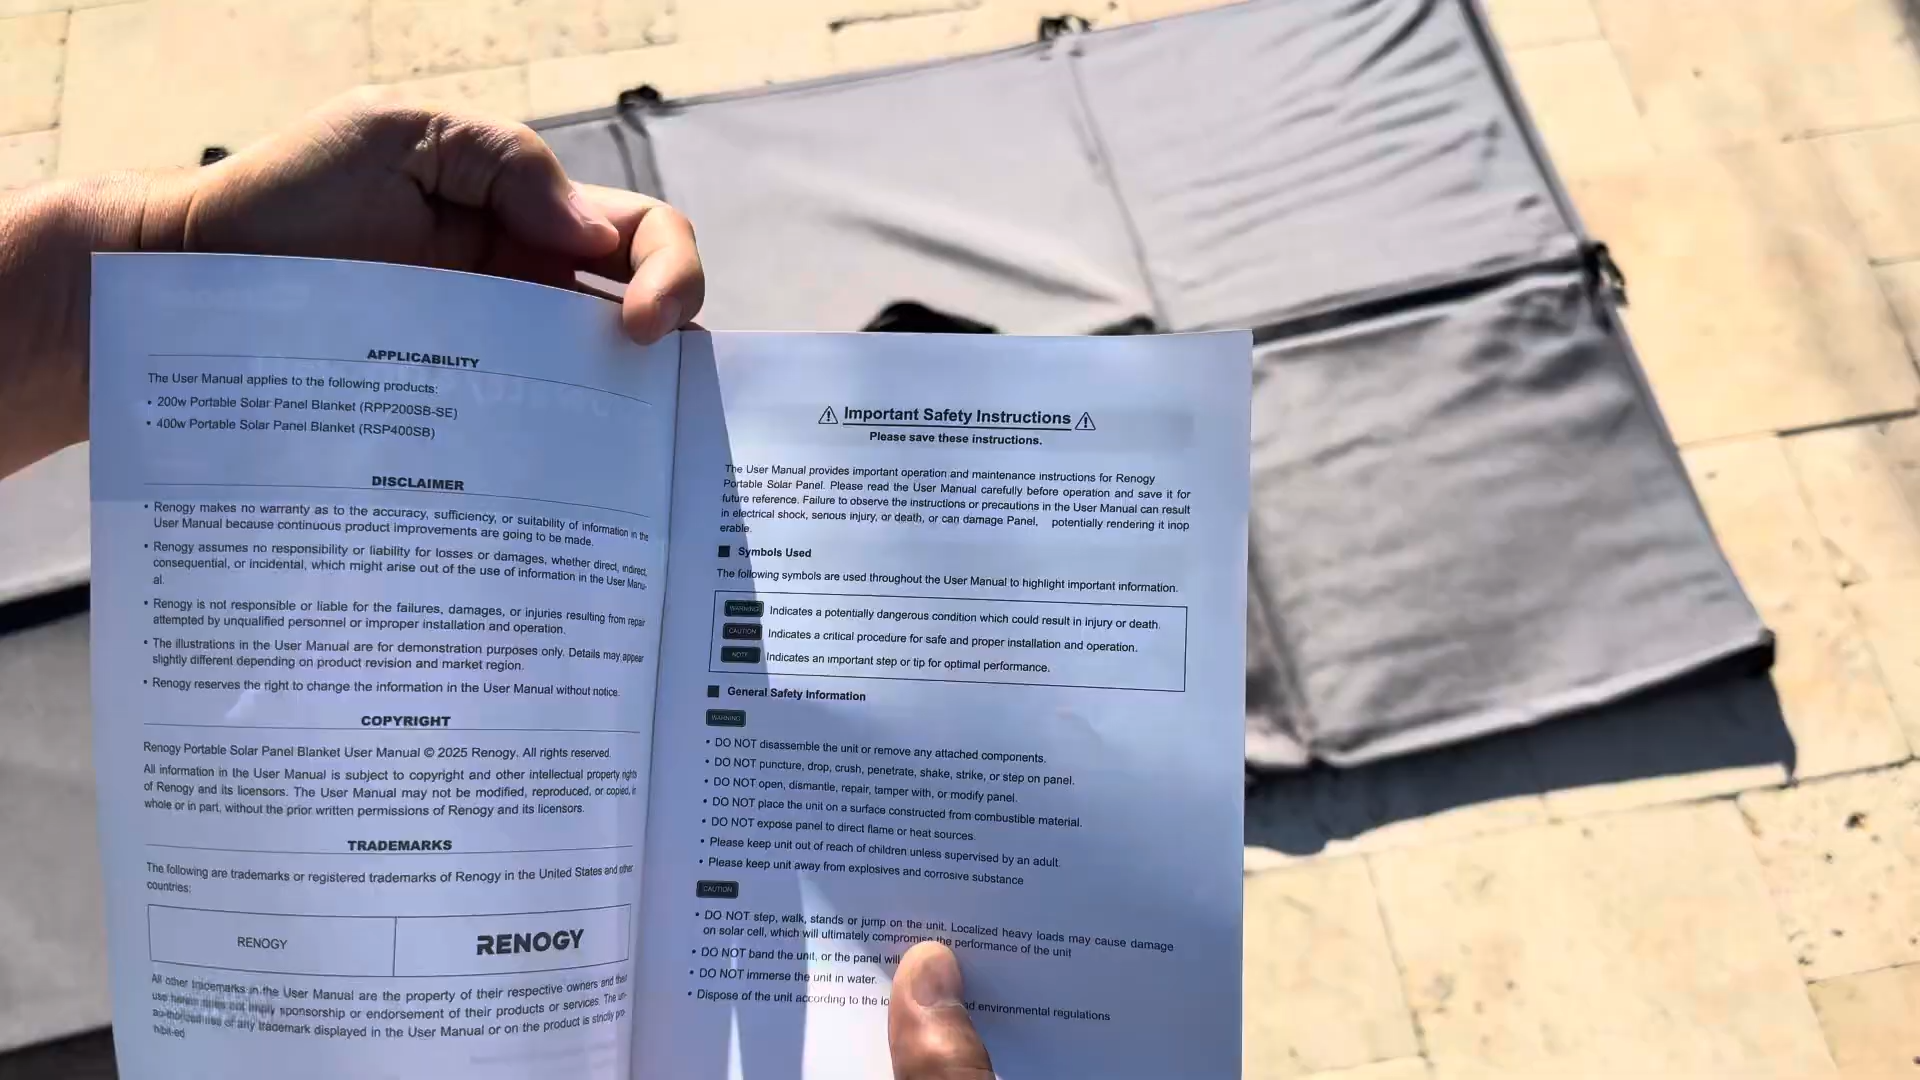 APPLICABILITY
The User Manual applies to the following products:
• 200w Portable Solar Panel Blanket (RPP200SB-SE)
• 400w Portable Solar Panel Blanket (RSP400SB)
DISCLAIMER
• Renogy makes no warranty as to the accuracy, sufficiency, or suitability of information in the
User Manual because continuous product improvements are going to be made.
• Renogy assumes no responsibility or liability for losses or damages, whether direct, indirect,
consequential, or incidental, which might arise out of the use of information in the User Manu-
al.
• Renogy is not responsible or liable for the failures, damages, or injuries resulting from repair
attempted by unqualified personnel or improper installation and operation.
• The illustrations in the User Manual are for demonstration purposes only. Details may appear
slightly different depending on product revision and market region.
• Renogy reserves the right to change the information in the User Manual without notice.
COPYRIGHT
Renogy Portable Solar Panel Blanket User Manual © 2025 Renogy. All rights reserved.
All information in the User Manual is subject to copyright and other intellectual property rights
of Renogy and its licensors. The User Manual may not be modified, reproduced, or copied, in
whole or in part, without the prior written permissions of Renogy and its licensors.
TRADEMARKS
The following are trademarks or registered trademarks of Renogy in the United States and other
countries:
RENOGY
RENOGY
All other trademarks in the User Manual are the property of their respective owners and their
use herein does not imply sponsorship or endorsement of their products or services. The un-
authorized use of any trademark displayed in the User Manual or on the product is strictly pro
hibit-ed
Important Safety Instructions
Please save these instructions.
The User Manual provides important operation and maintenance instructions for Renogy
Portable Solar Panel. Please read the User Manual carefully before operation and save it for
future reference. Failure to observe the instructions or precautions in the User Manual can result
in electrical shock, serious injury, or death, or can damage Panel, potentially rendering it inop
erable.
Symbols Used
The following symbols are used throughout the User Manual to highlight important information.
WARNING Indicates a potentially dangerous condition which could result in injury or death.
CAUTION Indicates a critical procedure for safe and proper installation and operation.
NOTE Indicates an important step or tip for optimal performance.
General Safety Information
WARNING
• DO NOT disassemble the unit or remove any attached components.
• DO NOT puncture, drop, crush, penetrate, shake, strike, or step on panel.
• DO NOT open, dismantle, repair, tamper with, or modify panel.
• DO NOT place the unit on a surface constructed from combustible material.
• DO NOT expose panel to direct flame or heat sources.
• Please keep unit out of reach of children unless supervised by an adult.
• Please keep unit away from explosives and corrosive substance
CAUTION
• DO NOT step, walk, stands or jump on the unit. Localized heavy loads may cause damage
on solar cell, which will ultimately compromise the performance of the unit
• DO NOT band the unit, or the panel will
• DO NOT immerse the unit in water.
• Dispose of the unit according to the environmental regulations